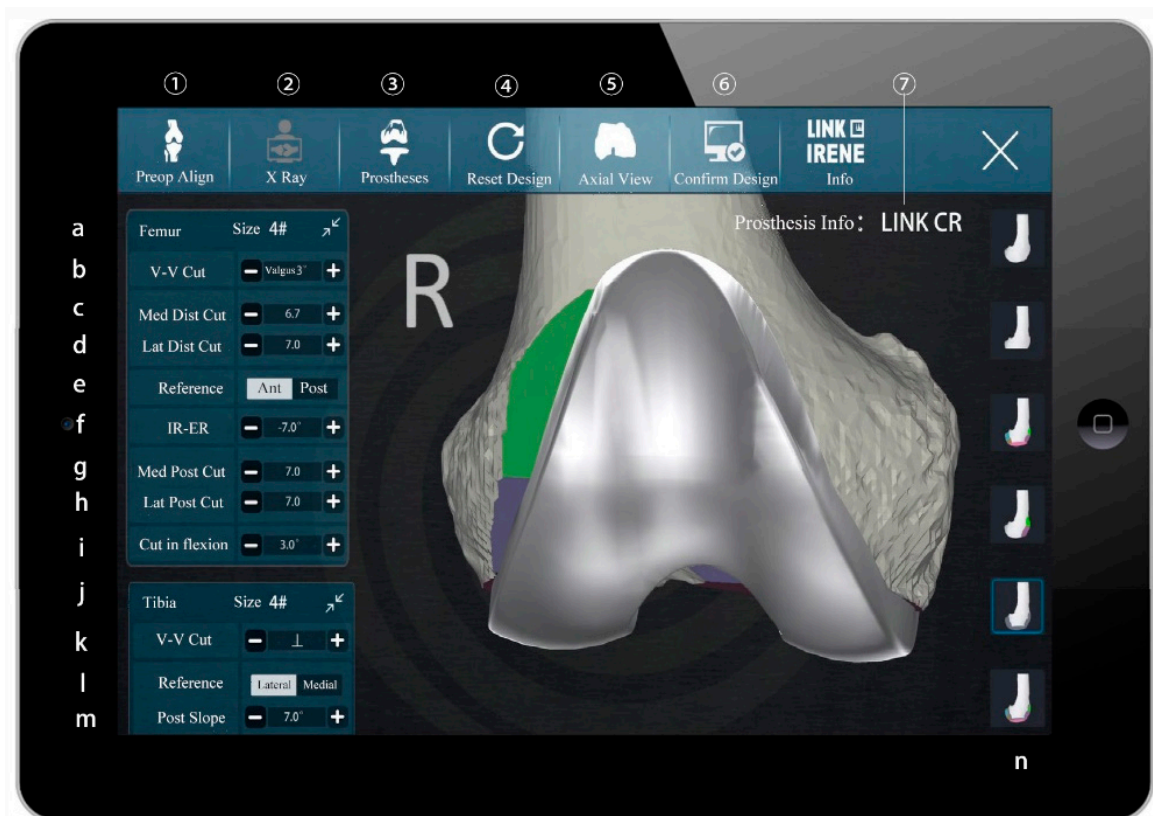 ① ② ③ ④ ⑤ ⑥ ⑦
Preop Align X Ray Prostheses Reset Design Axial View Confirm Design LINK IRENE Info
Prosthesis Info： LINK CR
R
a Femur Size 4#
b V-V Cut − Valgus 3° +
c Med Dist Cut − 6.7 +
d Lat Dist Cut − 7.0 +
e Reference Ant Post
f IR-ER − -7.0° +
g Med Post Cut − 7.0 +
h Lat Post Cut − 7.0 +
i Cut in flexion − 3.0° +
j Tibia Size 4#
k V-V Cut − ⊥ +
l Reference Lateral Medial
m Post Slope − 7.0° +
n